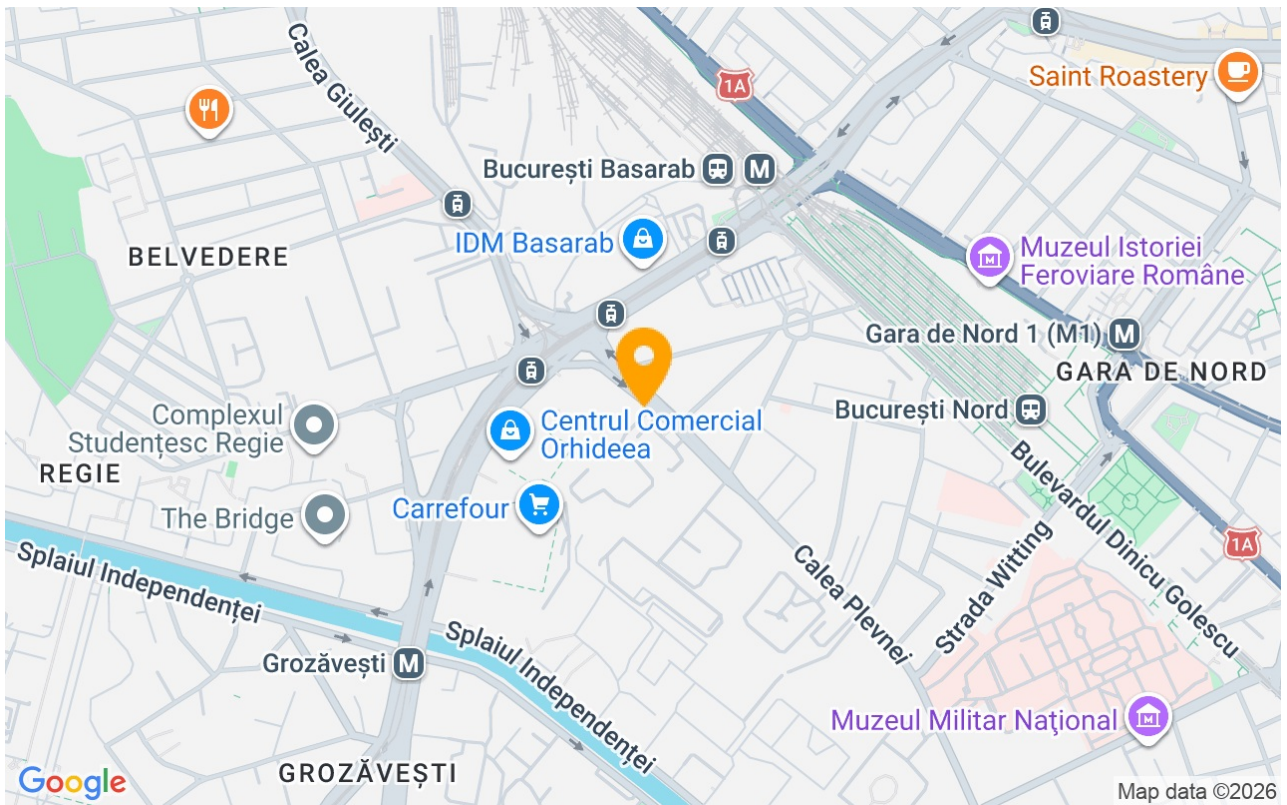 Calea Giulești
1A
Saint Roastery
București Basarab
M
IDM Basarab
BELVEDERE
Muzeul Istoriei
Feroviare Române
Gara de Nord 1 (M1)
M
GARA DE NORD
București Nord
Complexul
Studențesc Regie
Centrul Comercial
Orhideea
REGIE
Carrefour
The Bridge
Bulevardul Dinicu Golescu
1A
Splaiul Independenței
Calea Plevnei
Strada Witting
Splaiul Independenței
Grozăvești
M
Muzeul Militar Naţional
GROZĂVEȘTI
Google
Map data ©2026